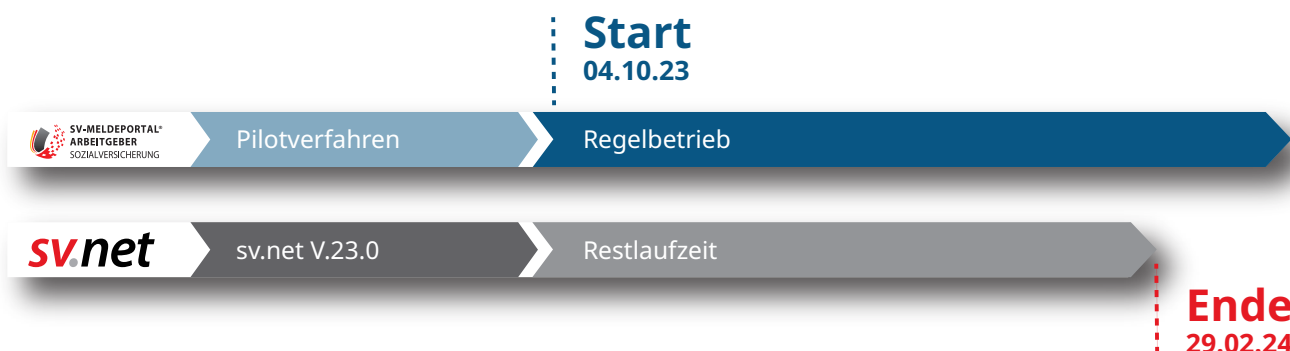 Start
04.10.23
SV-MELDEPORTAL®
ARBEITGEBER
SOZIALVERSICHERUNG
Pilotverfahren
Regelbetrieb
sv.net
sv.net V.23.0
Restlaufzeit
Ende
29.02.24